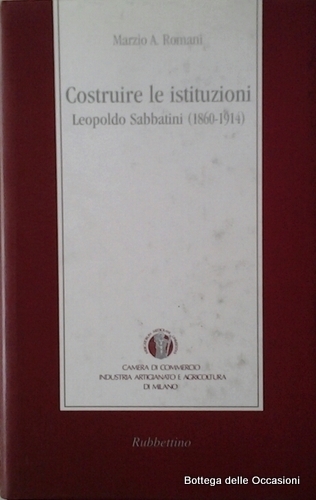 Marzio A. Romani
Costruire le istituzioni
Leopoldo Sabbatini (1860-1914)
CAMERA DI COMMERCIO
INDUSTRIA ARTIGIANATO E AGRICOLTURA
DI MILANO
Rubbettino
Bottega delle Occasioni